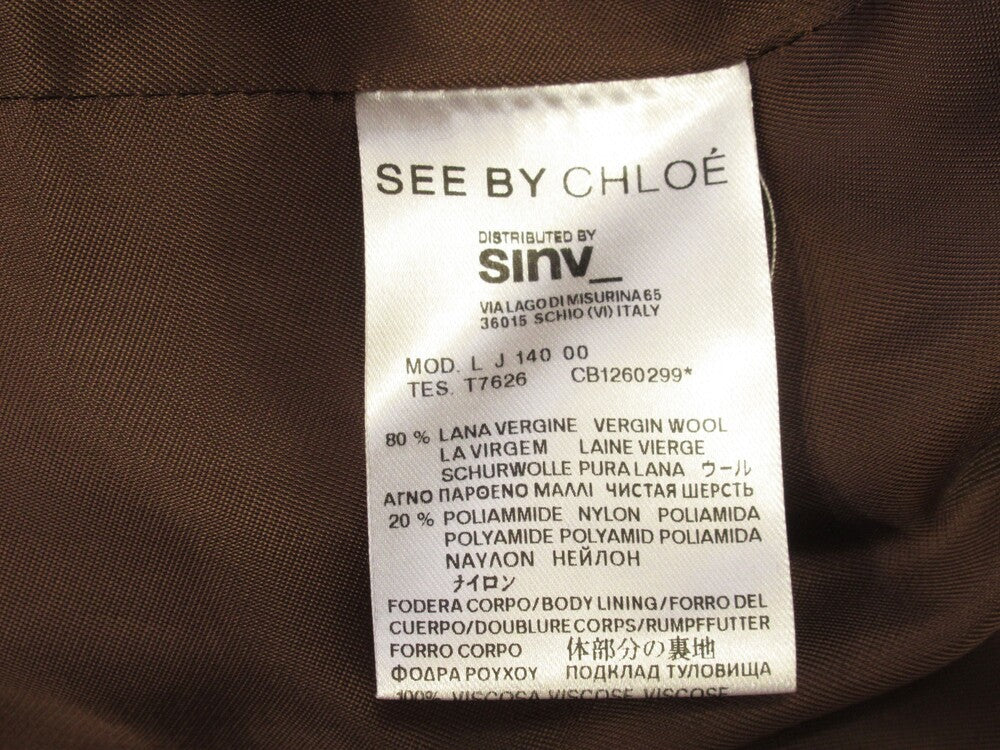 SEE BY CHLOÉ
DISTRIBUTED BY
sinv_
VIA LAGO DI MISURINA 65
36015 SCHIO (VI) ITALY
MOD. L J 140 00
TES. T7626 CB1260299*
80 % LANA VERGINE VERGIN WOOL
LA VIRGEM LAINE VIERGE
SCHURWOLLE PURA LANA ウール
ΑΓΝΟ ΠΑΡΘΕΝΟ ΜΑΛΛΙ ЧИСТАЯ ШЕРСТЬ
20 % POLIAMMIDE NYLON POLIAMIDA
POLYAMIDE POLYAMID POLIAMIDA
ΝΑΥΛΟΝ НЕЙЛОН
ナイロン
FODERA CORPO/BODY LINING/FORRO DEL
CUERPO/DOUBLURE CORPS/RUMPFFUTTER
FORRO CORPO 体部分の裏地
ΦΟΔΡΑ ΡΟΥΧΟΥ ПОДКЛАД ТУЛОВИЩА
100% VISCOSA VISCOSE VISCOSE